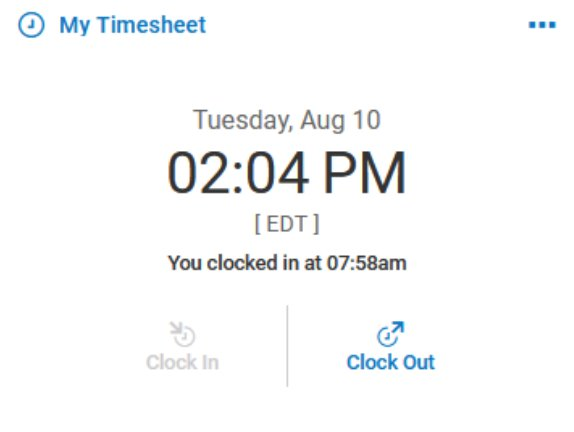 My Timesheet
Tuesday, Aug 10
02:04 PM
[ EDT ]
You clocked in at 07:58am
Clock In
Clock Out